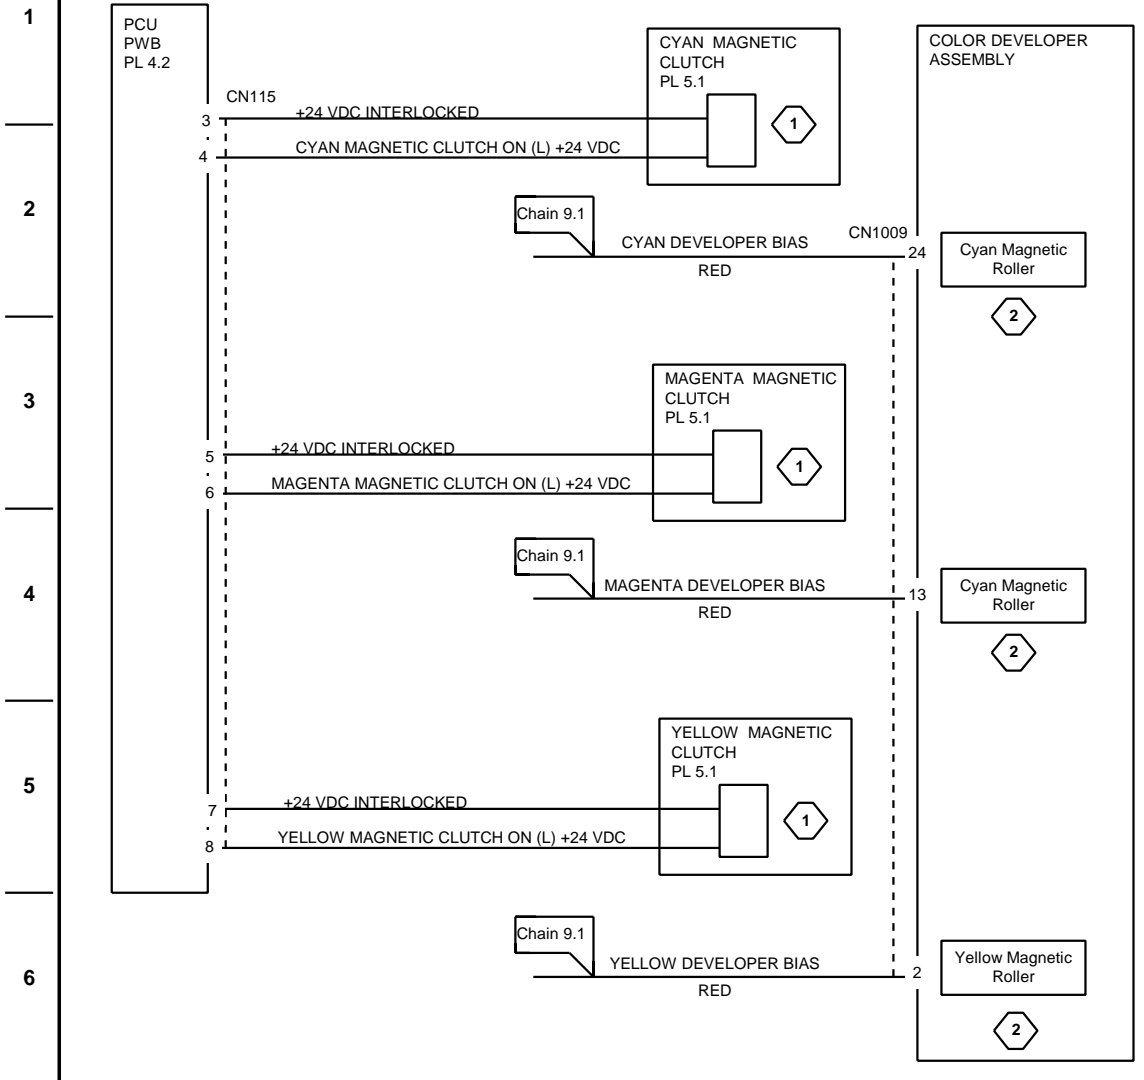 1
PCU
PWB
PL 4.2
CYAN MAGNETIC
CLUTCH
PL 5.1
COLOR DEVELOPER
ASSEMBLY
CN115
3
+24 VDC INTERLOCKED
1
4
CYAN MAGNETIC CLUTCH ON (L) +24 VDC
2
Chain 9.1
CYAN DEVELOPER BIAS
RED
CN1009
24
Cyan Magnetic
Roller
2
3
MAGENTA MAGNETIC
CLUTCH
PL 5.1
5
+24 VDC INTERLOCKED
1
6
MAGENTA MAGNETIC CLUTCH ON (L) +24 VDC
4
Chain 9.1
MAGENTA DEVELOPER BIAS
RED
13
Cyan Magnetic
Roller
2
5
YELLOW MAGNETIC
CLUTCH
PL 5.1
7
+24 VDC INTERLOCKED
1
8
YELLOW MAGNETIC CLUTCH ON (L) +24 VDC
6
Chain 9.1
YELLOW DEVELOPER BIAS
RED
2
Yellow Magnetic
Roller
2